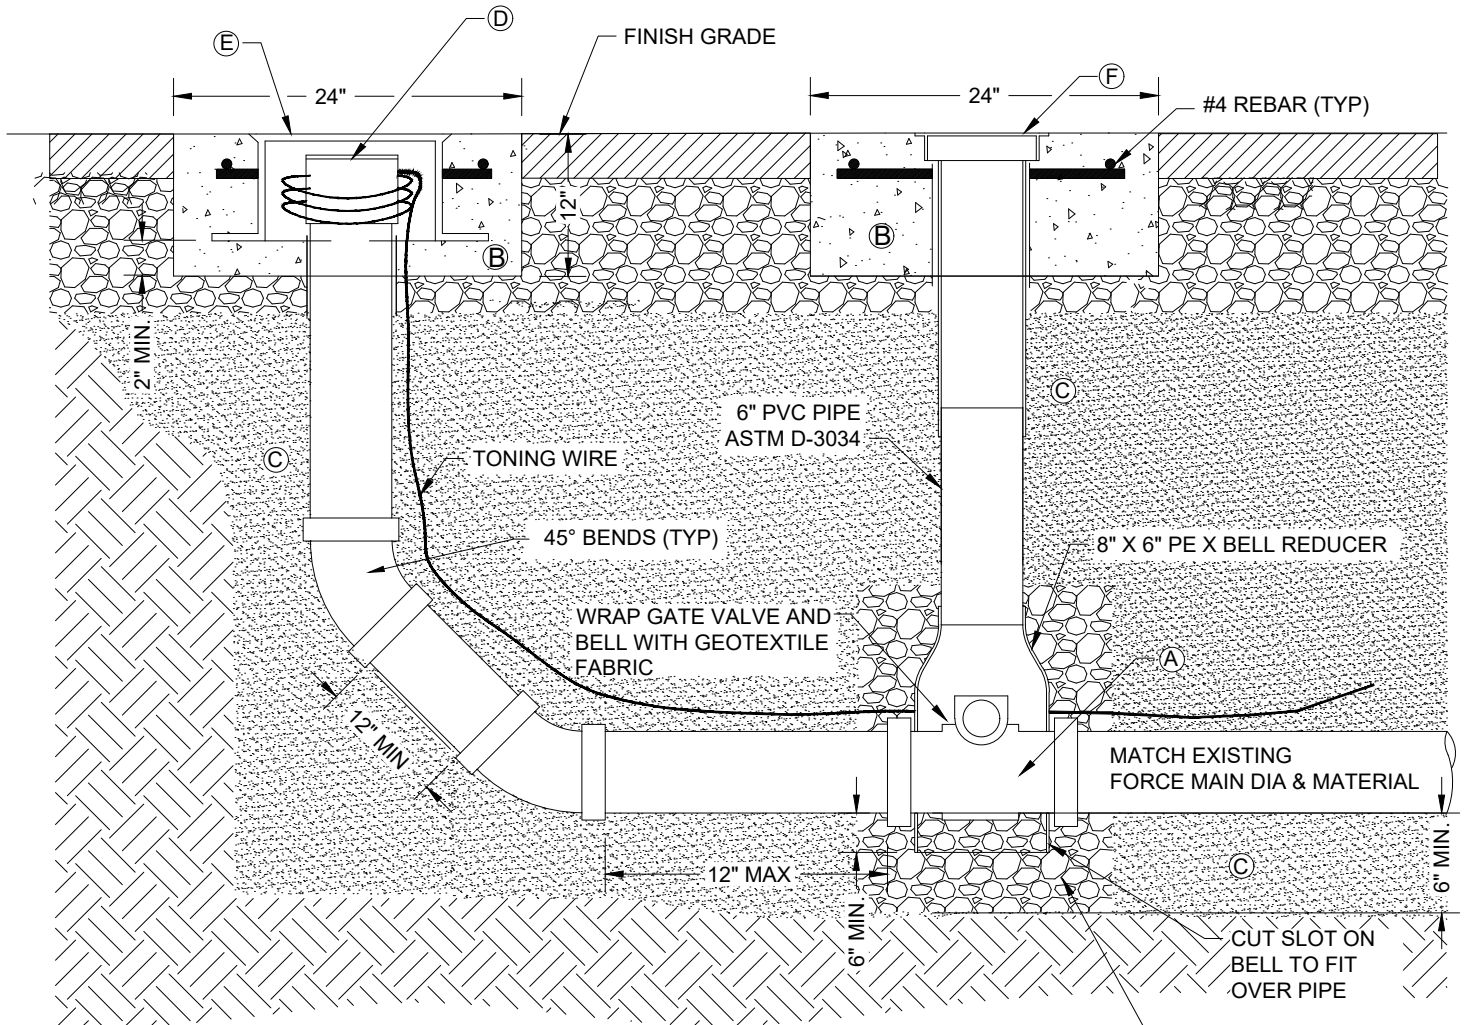 D
E
FINISH GRADE
F
24"
24"
#4 REBAR (TYP)
12"
B
B
2" MIN.
C
6" PVC PIPE
ASTM D-3034
C
TONING WIRE
45° BENDS (TYP)
8" X 6" PE X BELL REDUCER
WRAP GATE VALVE AND
BELL WITH GEOTEXTILE
FABRIC
A
12" MIN
MATCH EXISTING
FORCE MAIN DIA & MATERIAL
12" MAX
6" MIN
C
6" MIN.
CUT SLOT ON
BELL TO FIT
OVER PIPE